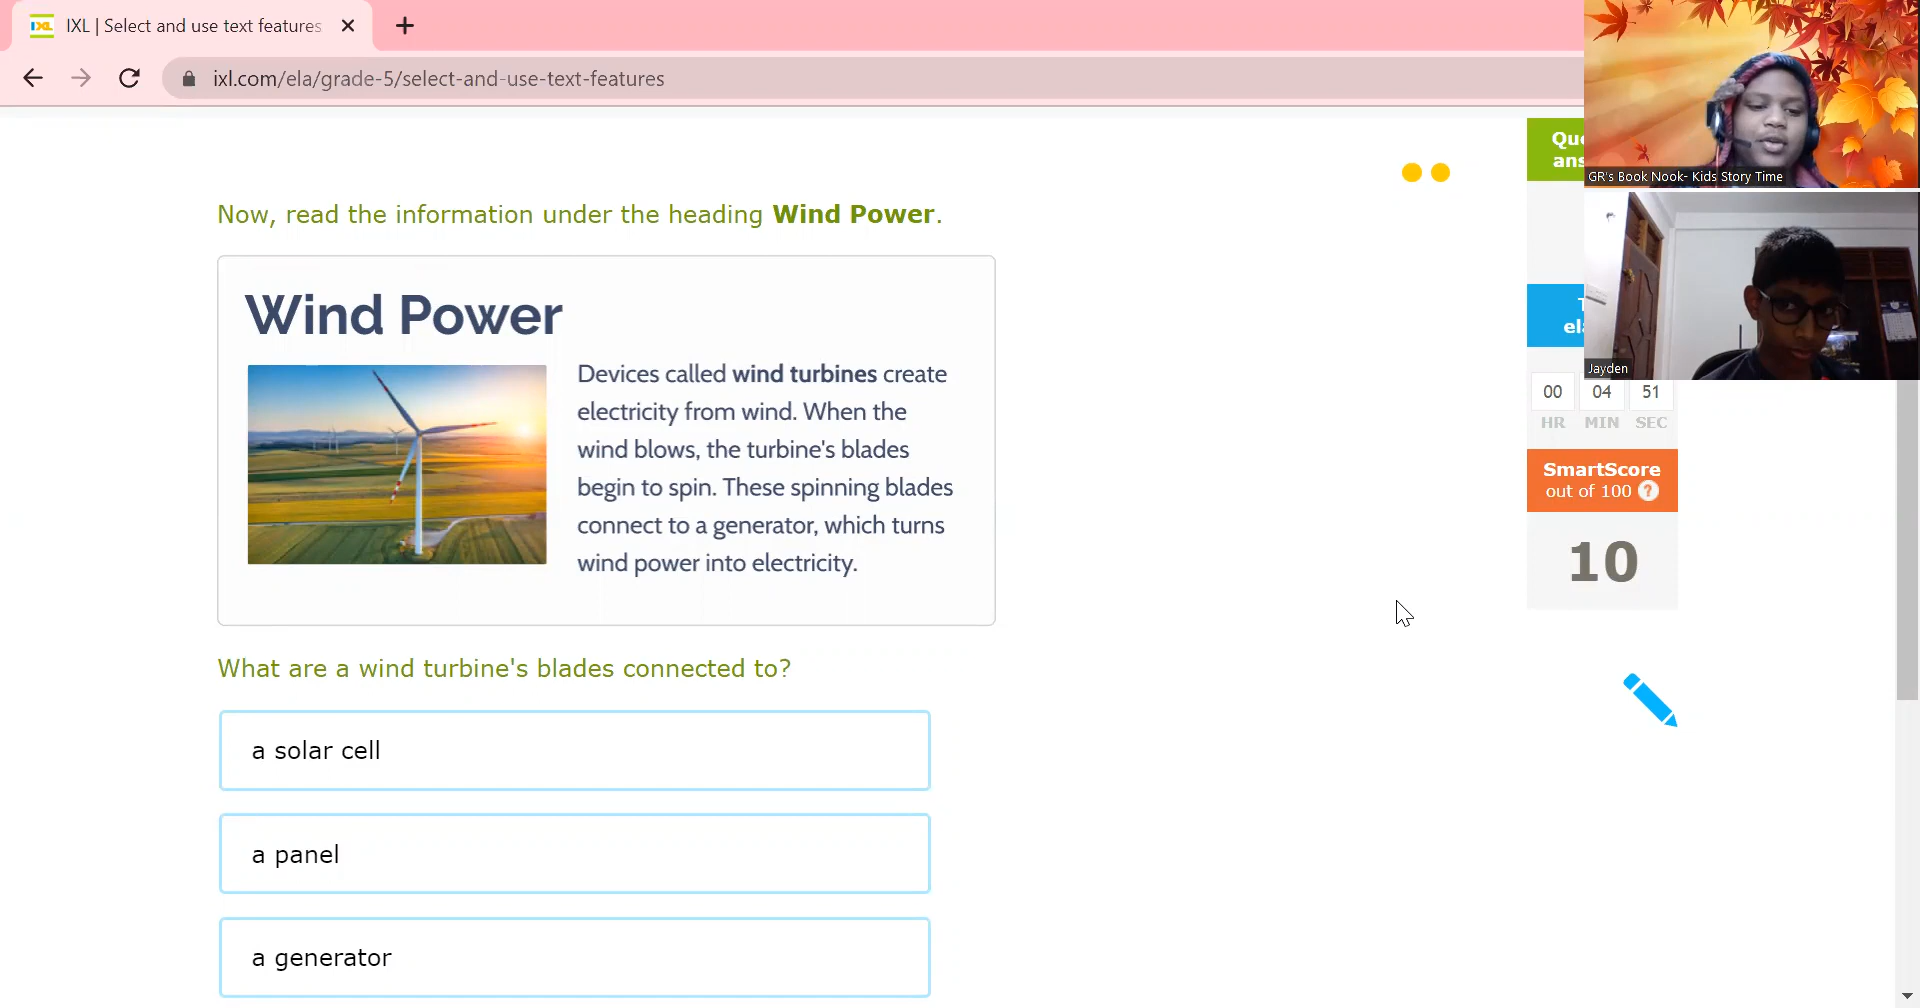 IXL | Select and use text features
ixl.com/ela/grade-5/select-and-use-text-features
Now, read the information under the heading Wind Power.
Wind Power
Devices called wind turbines create
electricity from wind. When the
wind blows, the turbine's blades
begin to spin. These spinning blades
connect to a generator, which turns
wind power into electricity.
What are a wind turbine's blades connected to?
a solar cell
a panel
a generator
GR's Book Nook- Kids Story Time
Jayden
00 04 51
HR MIN SEC
SmartScore
out of 100 ?
10